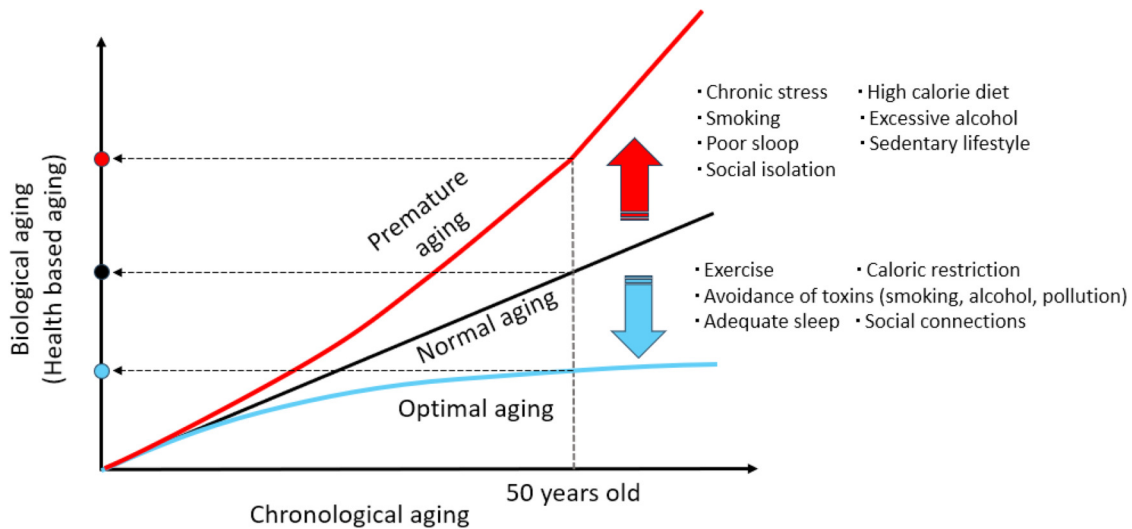 Biological aging
(Health based aging)
Premature
aging
Normal aging
Optimal aging
· Chronic stress
· Smoking
· Poor sloop
· Social isolation
· High calorie diet
· Excessive alcohol
· Sedentary lifestyle
· Exercise
· Caloric restriction
· Avoidance of toxins (smoking, alcohol, pollution)
· Adequate sleep
· Social connections
50 years old
Chronological aging